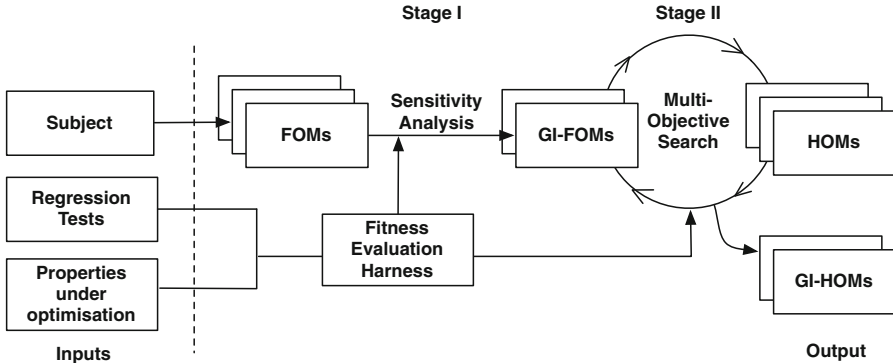 Stage I
Stage II
Subject
FOMs
Sensitivity
Analysis
GI-FOMs
Multi-
Objective
Search
HOMs
Regression
Tests
Fitness
Evaluation
Harness
Properties
under
optimisation
GI-HOMs
Inputs
Output